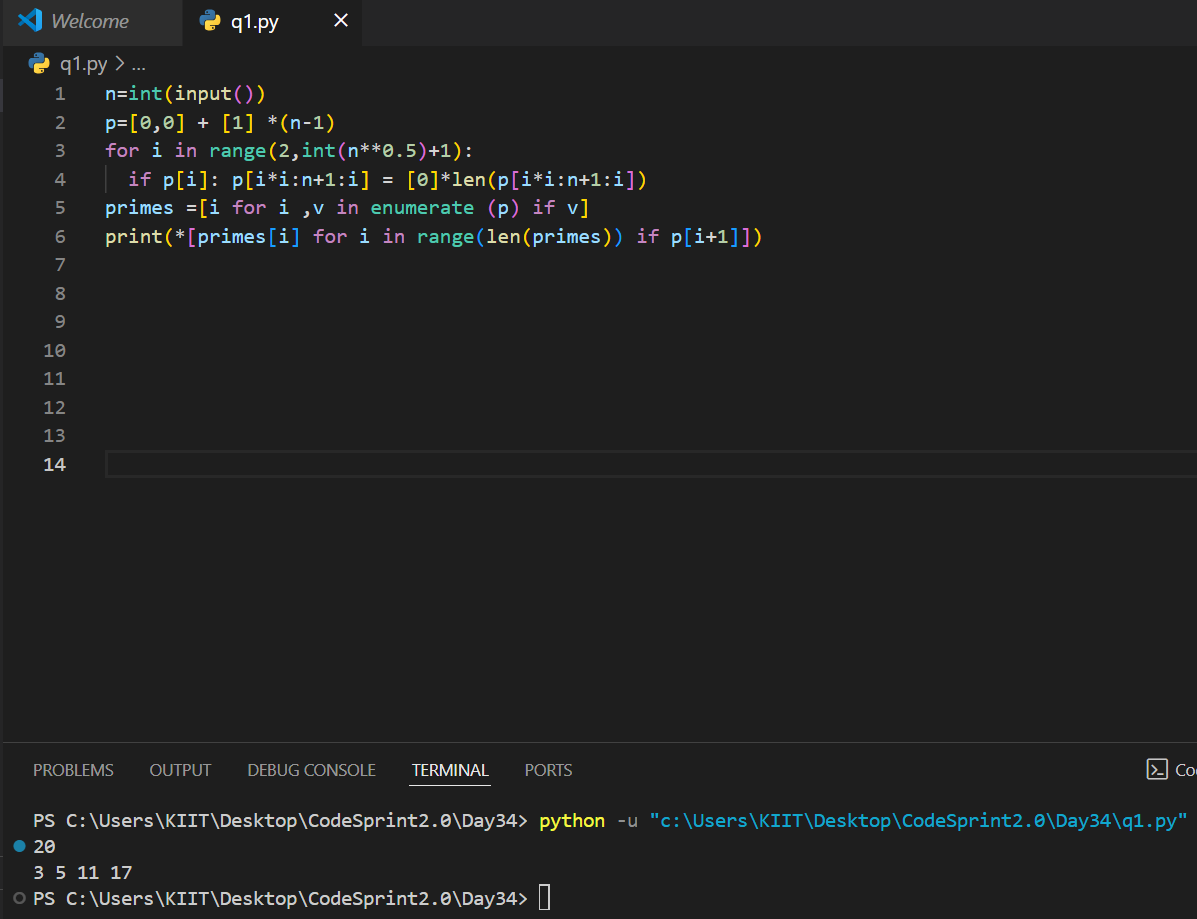 Welcome
q1.py
q1.py > ...
1 n=int(input())
2 p=[0,0] + [1] *(n-1)
3 for i in range(2,int(n**0.5)+1):
4   if p[i]: p[i*i:n+1:i] = [0]*len(p[i*i:n+1:i])
5 primes =[i for i ,v in enumerate (p) if v]
6 print(*[primes[i] for i in range(len(primes)) if p[i+1]])
7
8
9
10
11
12
13
14
PROBLEMS OUTPUT DEBUG CONSOLE TERMINAL PORTS Co
PS C:\Users\KIIT\Desktop\CodeSprint2.0\Day34> python -u "c:\Users\KIIT\Desktop\CodeSprint2.0\Day34\q1.py"
20
3 5 11 17
PS C:\Users\KIIT\Desktop\CodeSprint2.0\Day34>